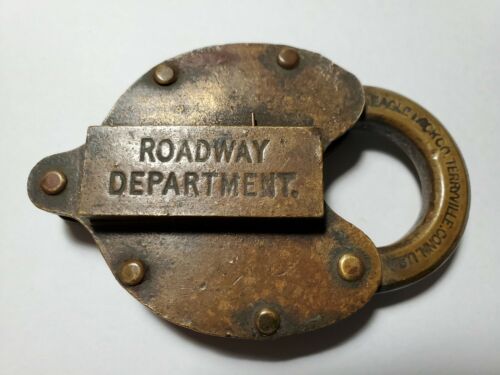 ROADWAY
DEPARTMENT.
EAGLE LOCK CO. TERRYVILLE. CONN. U.S.A.